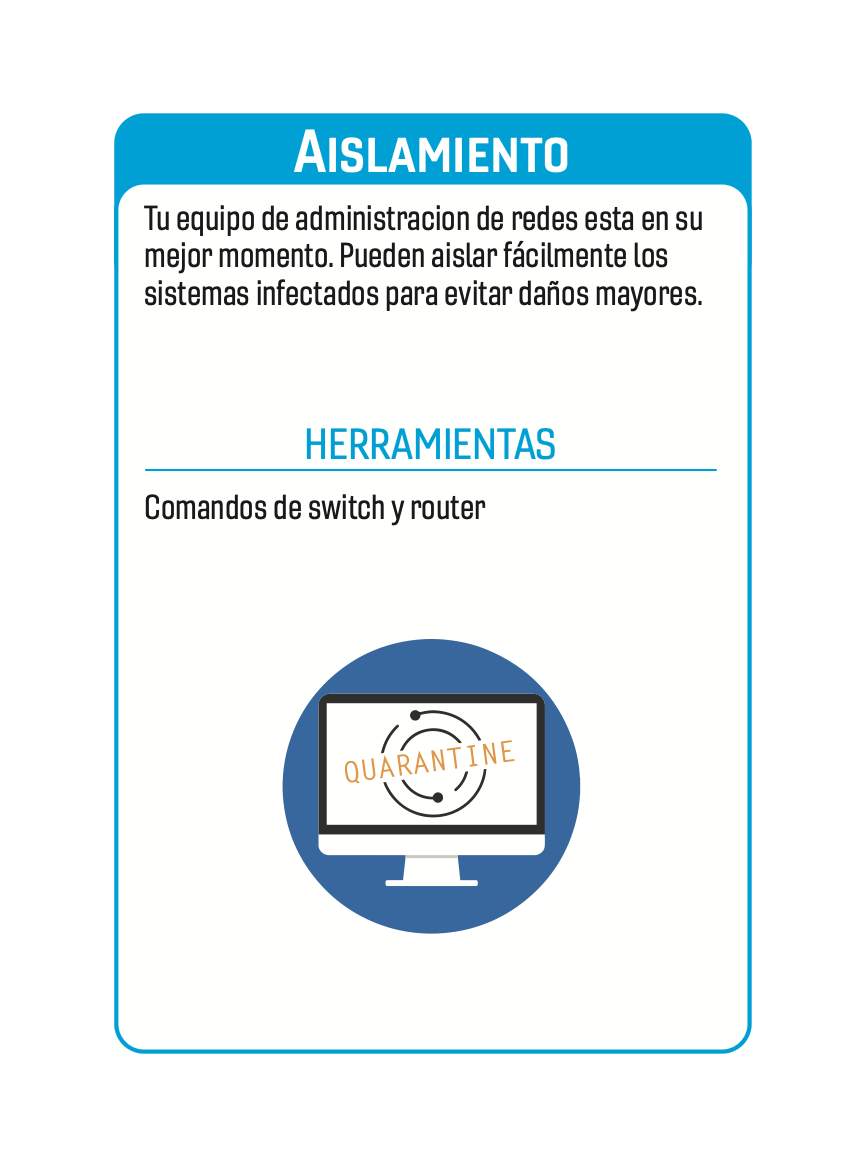 AISLAMIENTO
Tu equipo de administracion de redes esta en su
mejor momento. Pueden aislar fácilmente los
sistemas infectados para evitar daños mayores.
HERRAMIENTAS
Comandos de switch y router
QUARANTINE